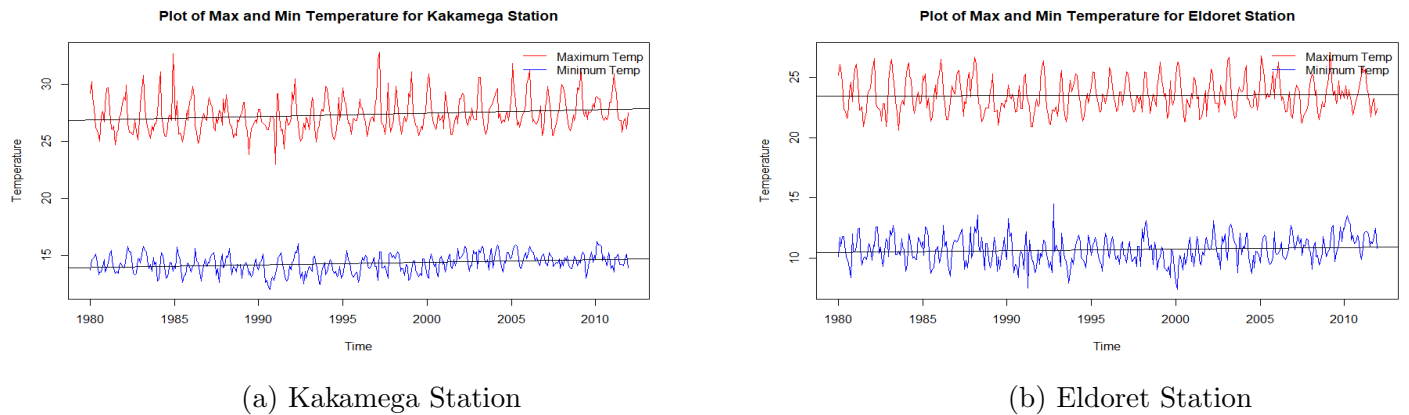 Plot of Max and Min Temperature for Kakamega Station
Maximum Temp
Minimum Temp
30
25
20
15
Temperature
1980 1985 1990 1995 2000 2005 2010
Time
(a) Kakamega Station
Plot of Max and Min Temperature for Eldoret Station
Maximum Temp
Minimum Temp
25
20
15
10
Temperature
1980 1985 1990 1995 2000 2005 2010
Time
(b) Eldoret Station